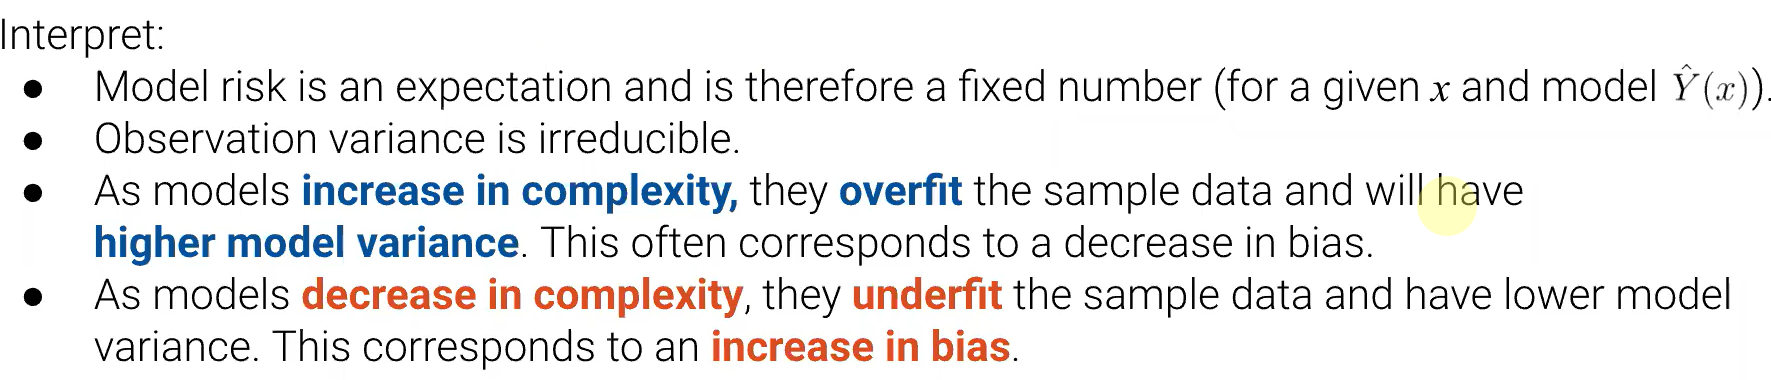 Interpret:
● Model risk is an expectation and is therefore a fixed number (for a given x and model Ŷ(x)).
● Observation variance is irreducible.
● As models increase in complexity, they overfit the sample data and will have
higher model variance. This often corresponds to a decrease in bias.
● As models decrease in complexity, they underfit the sample data and have lower model
variance. This corresponds to an increase in bias.